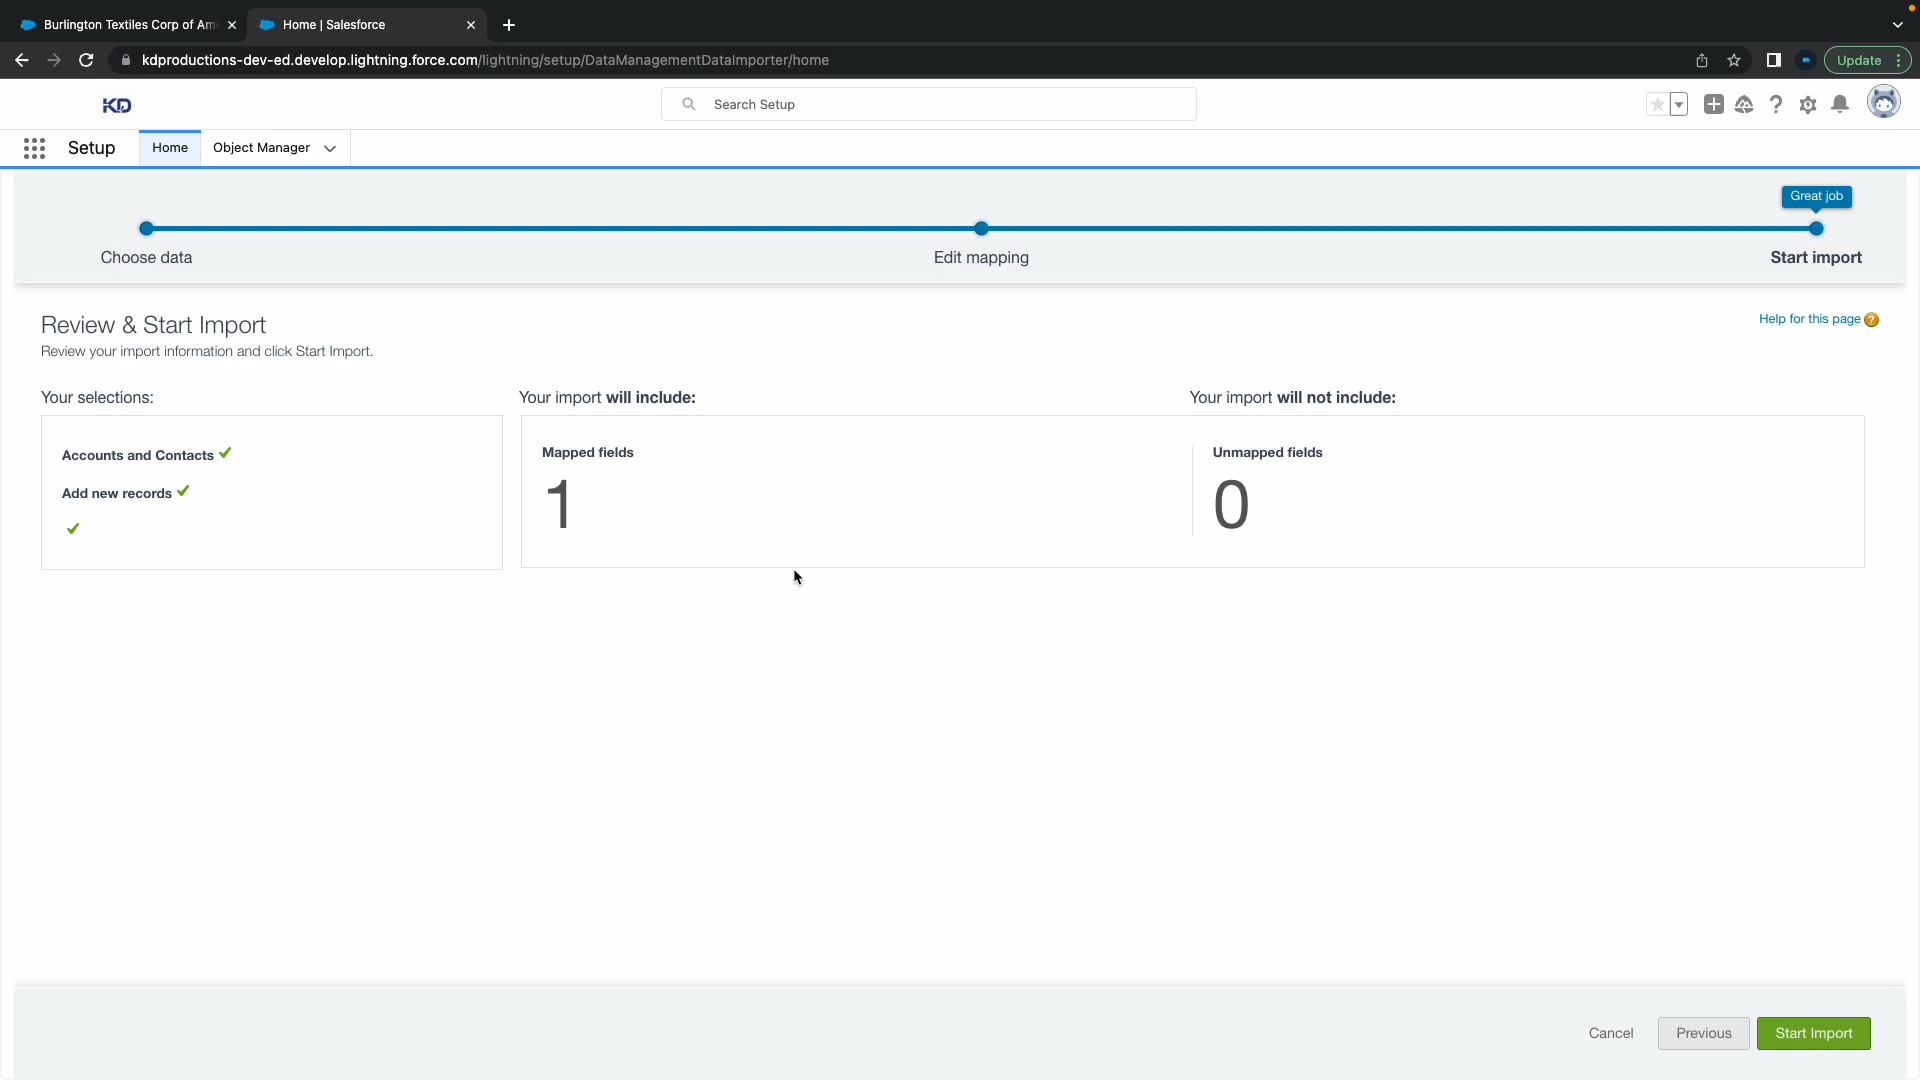 Burlington Textiles Corp of Am
Home | Salesforce
kdproductions-dev-ed.develop.lightning.force.com/lightning/setup/DataManagementDataImporter/home
Update
KD
Search Setup
Setup
Home
Object Manager
Great job
Choose data
Edit mapping
Start import
Review & Start Import
Help for this page
Review your import information and click Start Import.
Your selections:
Your import will include:
Your import will not include:
Accounts and Contacts
Add new records
Mapped fields
1
Unmapped fields
0
Cancel
Previous
Start Import